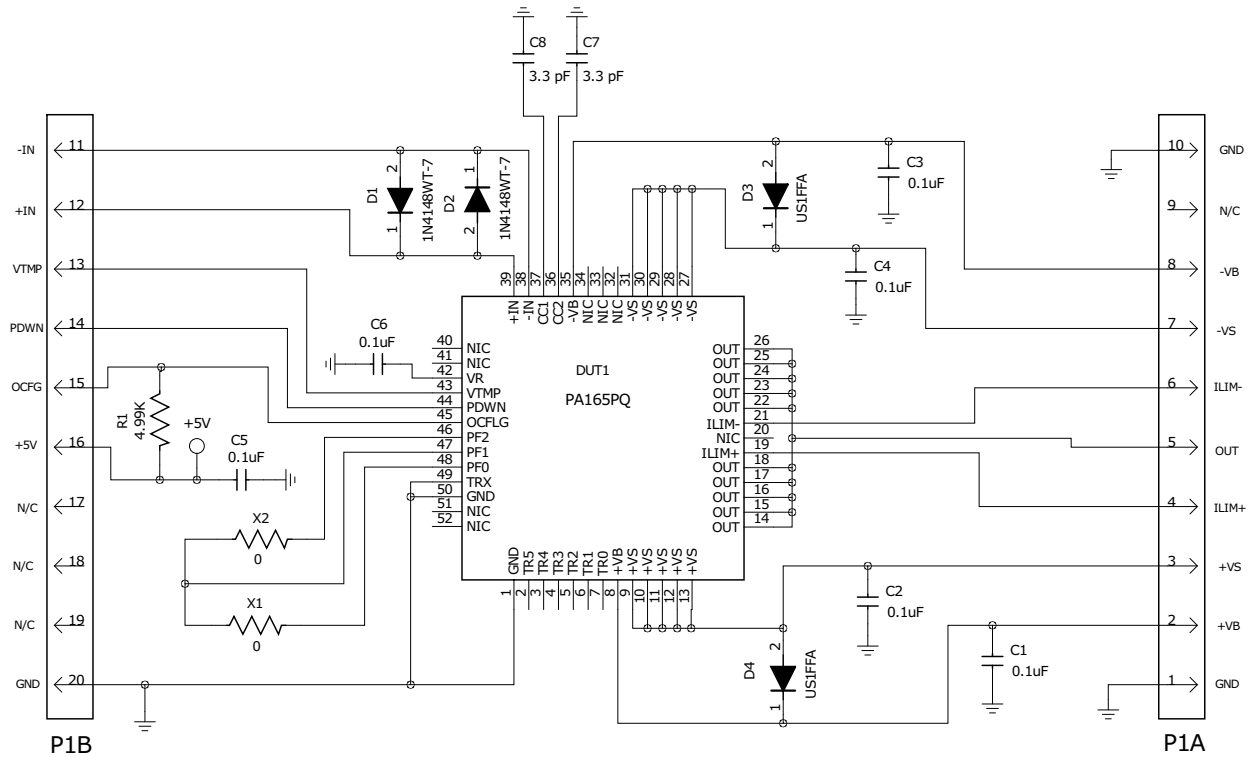 C8
3.3 pF
C7
3.3 pF
-IN
11
+IN
12
VTMP
13
PDWN
14
OCFG
15
+5V
16
N/C
17
N/C
18
N/C
19
GND
20
P1B
2
D1
1
1N4148WT-7
1
D2
2
1N4148WT-7
C6
0.1uF
R1
4.99K
+5V
C5
0.1uF
X2
0
X1
0
39
38
37
36
35
34
33
32
31
30
29
28
27
+IN
-IN
CC1
CC2
-VB
NIC
NIC
NIC
-VS
-VS
-VS
-VS
-VS
40 NIC
41 NIC
42 VR
43 VTMP
44 PDWN
45 OCFLG
46 PF2
47 PF1
48 PF0
49 TRX
50 GND
51 NIC
52 NIC
DUT1
PA165PQ
OUT 26
OUT 25
OUT 24
OUT 23
OUT 22
ILIM- 21
NIC 20
ILIM+ 19
OUT 18
OUT 17
OUT 16
OUT 15
OUT 14
GND
TR5
TR4
TR3
TR2
TR1
TR0
+VB
+VS
+VS
+VS
+VS
+VS
1
2
3
4
5
6
7
8
9
10
11
12
13
2
D3
1
US1FFA
C3
0.1uF
C4
0.1uF
2
D4
1
US1FFA
C2
0.1uF
C1
0.1uF
10
GND
9
N/C
8
-VB
7
-VS
6
ILIM-
5
OUT
4
ILIM+
3
+VS
2
+VB
1
GND
P1A